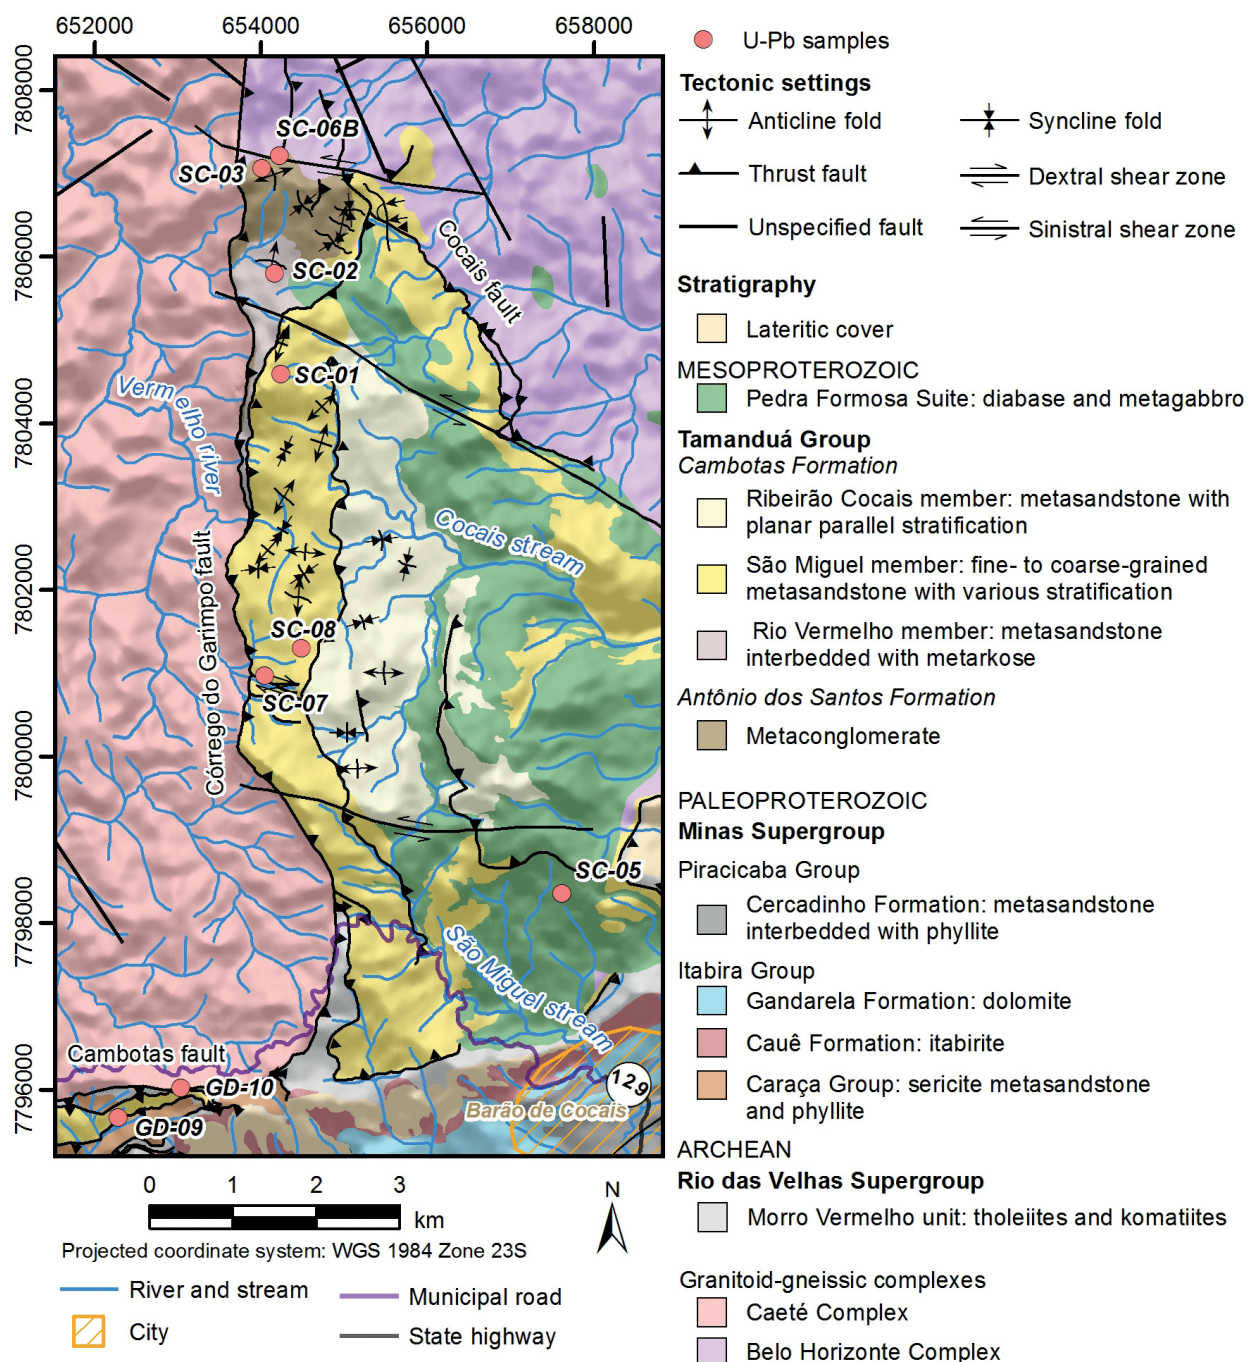 652000 654000 656000 658000
7808000
7806000
7804000
7802000
7800000
7798000
7796000
SC-06B
SC-03
SC-02
Cocais fault
SC-01
Vermelho river
Cocais stream
Córrego do Garimpo fault
SC-08
SC-07
SC-05
São Miguel stream
Cambotas fault
GD-10
GD-09
129
Barão de Cocais
0 1 2 3
km
N
Projected coordinate system: WGS 1984 Zone 23S
River and stream
Municipal road
City
State highway
U-Pb samples
Tectonic settings
Anticline fold
Syncline fold
Thrust fault
Dextral shear zone
Unspecified fault
Sinistral shear zone
Stratigraphy
Lateritic cover
MESOPROTEROZOIC
Pedra Formosa Suite: diabase and metagabbro
Tamanduá Group
Cambotas Formation
Ribeirão Cocais member: metasandstone with
planar parallel stratification
São Miguel member: fine- to coarse-grained
metasandstone with various stratification
Rio Vermelho member: metasandstone
interbedded with metarkose
Antônio dos Santos Formation
Metaconglomerate
PALEOPROTEROZOIC
Minas Supergroup
Piracicaba Group
Cercadinho Formation: metasandstone
interbedded with phyllite
Itabira Group
Gandarela Formation: dolomite
Cauê Formation: itabirite
Caraça Group: sericite metasandstone
and phyllite
ARCHEAN
Rio das Velhas Supergroup
Morro Vermelho unit: tholeiites and komatiites
Granitoid-gneissic complexes
Caeté Complex
Belo Horizonte Complex